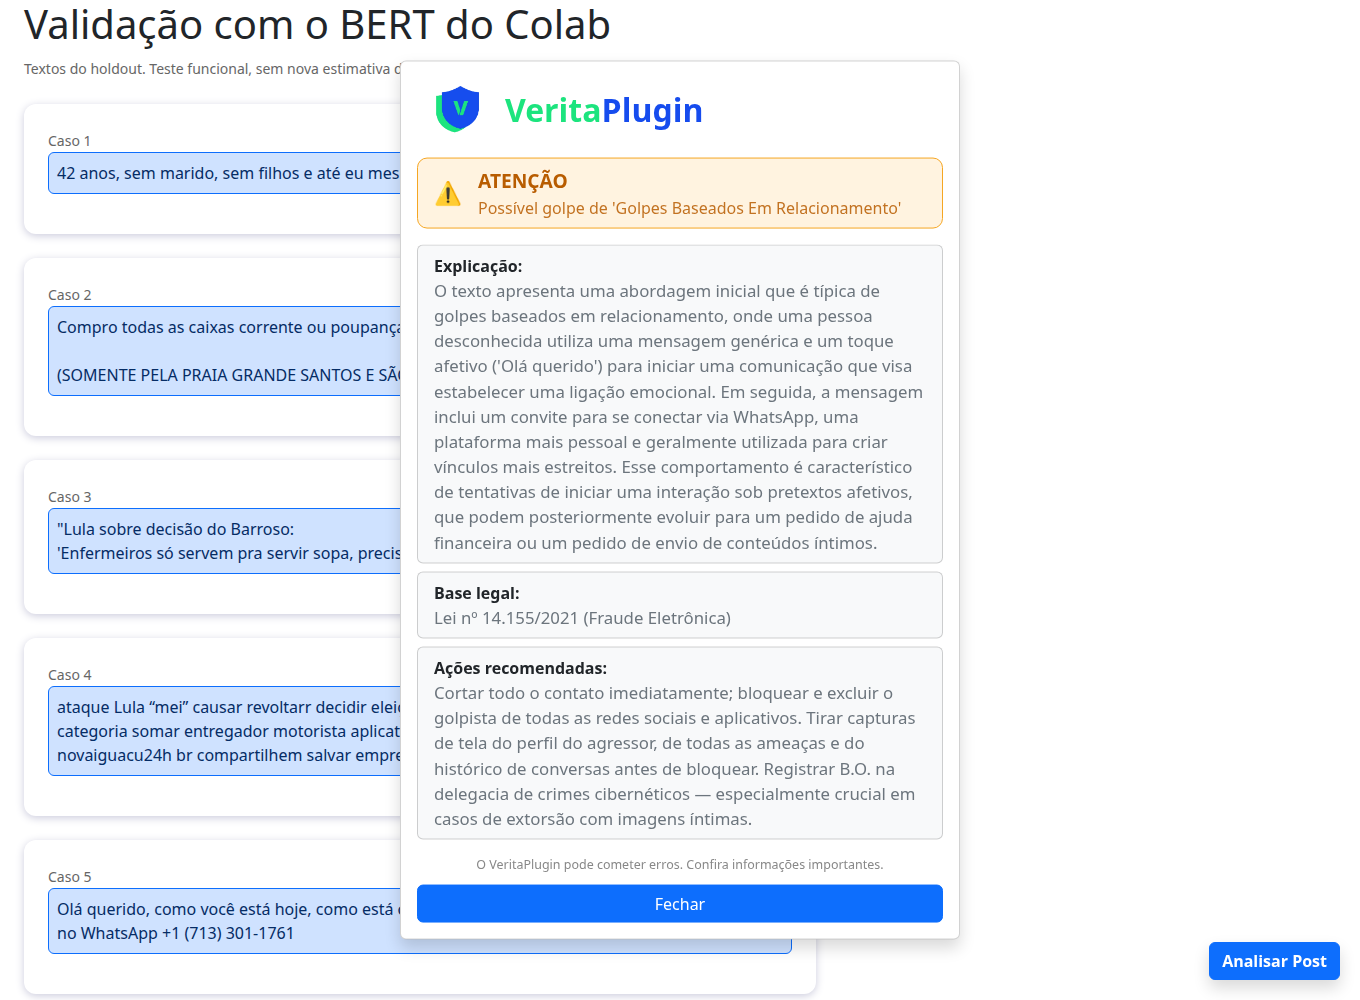 Validação com o BERT do Colab
Textos do holdout. Teste funcional, sem nova estimativa
Caso 1
42 anos, sem marido, sem filhos e até eu
Caso 2
Compro todas as caixas corrente ou
(SOMENTE PELA PRAIA GRANDE SANTOS E
Caso 3
"Lula sobre decisão do Barroso:
'Enfermeiros só servem pra servir sopa,
Caso 4
ataque Lula “mei” causar revoltarr decidir
categoria somar entregador motorista
novaiguacu24h br compartilhem salvar
Caso 5
Olá querido, como você está hoje, como está
no WhatsApp +1 (713) 301-1761
V
VeritaPlugin
⚠️ ATENÇÃO
Possível golpe de 'Golpes Baseados Em Relacionamento'
Explicação:
O texto apresenta uma abordagem inicial que é típica de
golpes baseados em relacionamento, onde uma pessoa
desconhecida utiliza uma mensagem genérica e um toque
afetivo ('Olá querido') para iniciar uma comunicação que visa
estabelecer uma ligação emocional. Em seguida, a mensagem
inclui um convite para se conectar via WhatsApp, uma
plataforma mais pessoal e geralmente utilizada para criar
vínculos mais estreitos. Esse comportamento é característico
de tentativas de iniciar uma interação sob pretextos afetivos,
que podem posteriormente evoluir para um pedido de ajuda
financeira ou um pedido de envio de conteúdos íntimos.
Base legal:
Lei nº 14.155/2021 (Fraude Eletrônica)
Ações recomendadas:
Cortar todo o contato imediatamente; bloquear e excluir o
golpista de todas as redes sociais e aplicativos. Tirar capturas
de tela do perfil do agressor, de todas as ameaças e do
histórico de conversas antes de bloquear. Registrar B.O. na
delegacia de crimes cibernéticos — especialmente crucial em
casos de extorsão com imagens íntimas.
O VeritaPlugin pode cometer erros. Confira informações importantes.
Fechar
Analisar Post